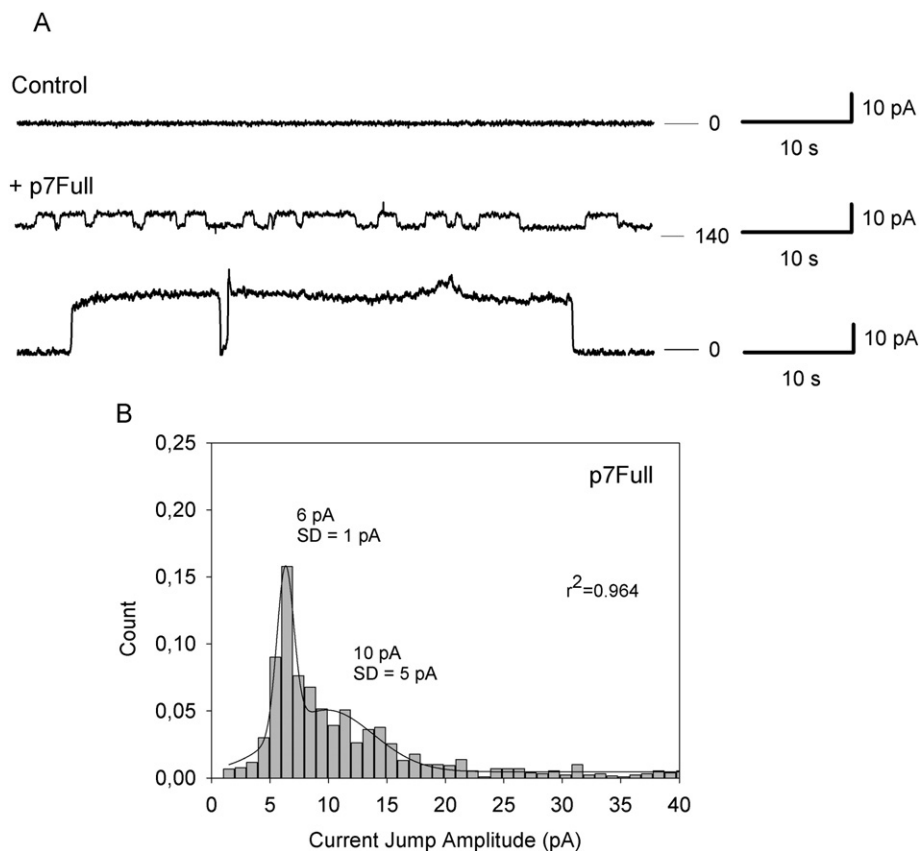 A
Control
0
10 pA
10 s
+ p7Full
140
10 pA
10 s
0
10 pA
10 s
B
0,25
0,20
0,15
0,10
0,05
0,00
Count
p7Full
6 pA
SD = 1 pA
r²=0.964
10 pA
SD = 5 pA
0 5 10 15 20 25 30 35 40
Current Jump Amplitude (pA)